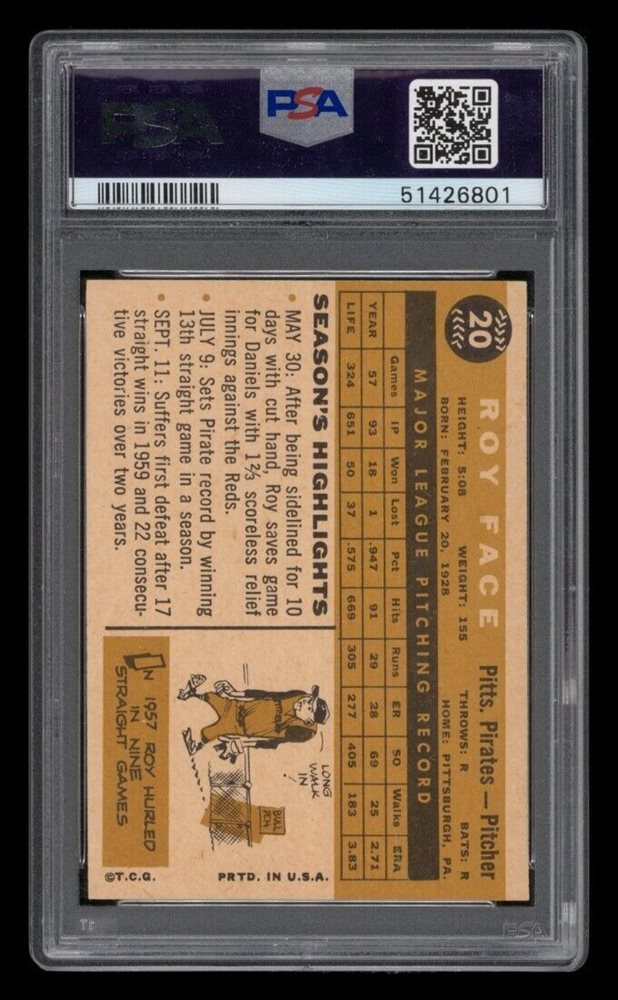 PSA
PSA
51426801
20
ROY FACE Pitts. Pirates — Pitcher
HEIGHT: 5:08 WEIGHT: 155 THROWS: R BATS: R
BORN: FEBRUARY 20, 1928 HOME: PITTSBURGH, PA.
MAJOR LEAGUE PITCHING RECORD
Games IP Won Lost Pct Hits Runs ER SO Walks ERA
YEAR 57 93 18 1 .947 91 29 28 69 25 2.71
LIFE 324 651 50 37 .575 669 305 277 405 183 3.83
SEASON'S HIGHLIGHTS
• MAY 30: After being sidelined for 10
days with cut hand, Roy saves game
for Daniels with 1⅔ scoreless relief
innings against the Reds.
• JULY 9: Sets Pirate record by winning
13th straight game in a season.
• SEPT. 11: Suffers first defeat after 17
straight wins in 1959 and 22 consecu-
tive victories over two years.
LONG
WALK
IN!
BULL
PEN
IN 1957 ROY HURLED
IN NINE
STRAIGHT GAMES
©T.C.G. PRTD. IN U.S.A.
PSA